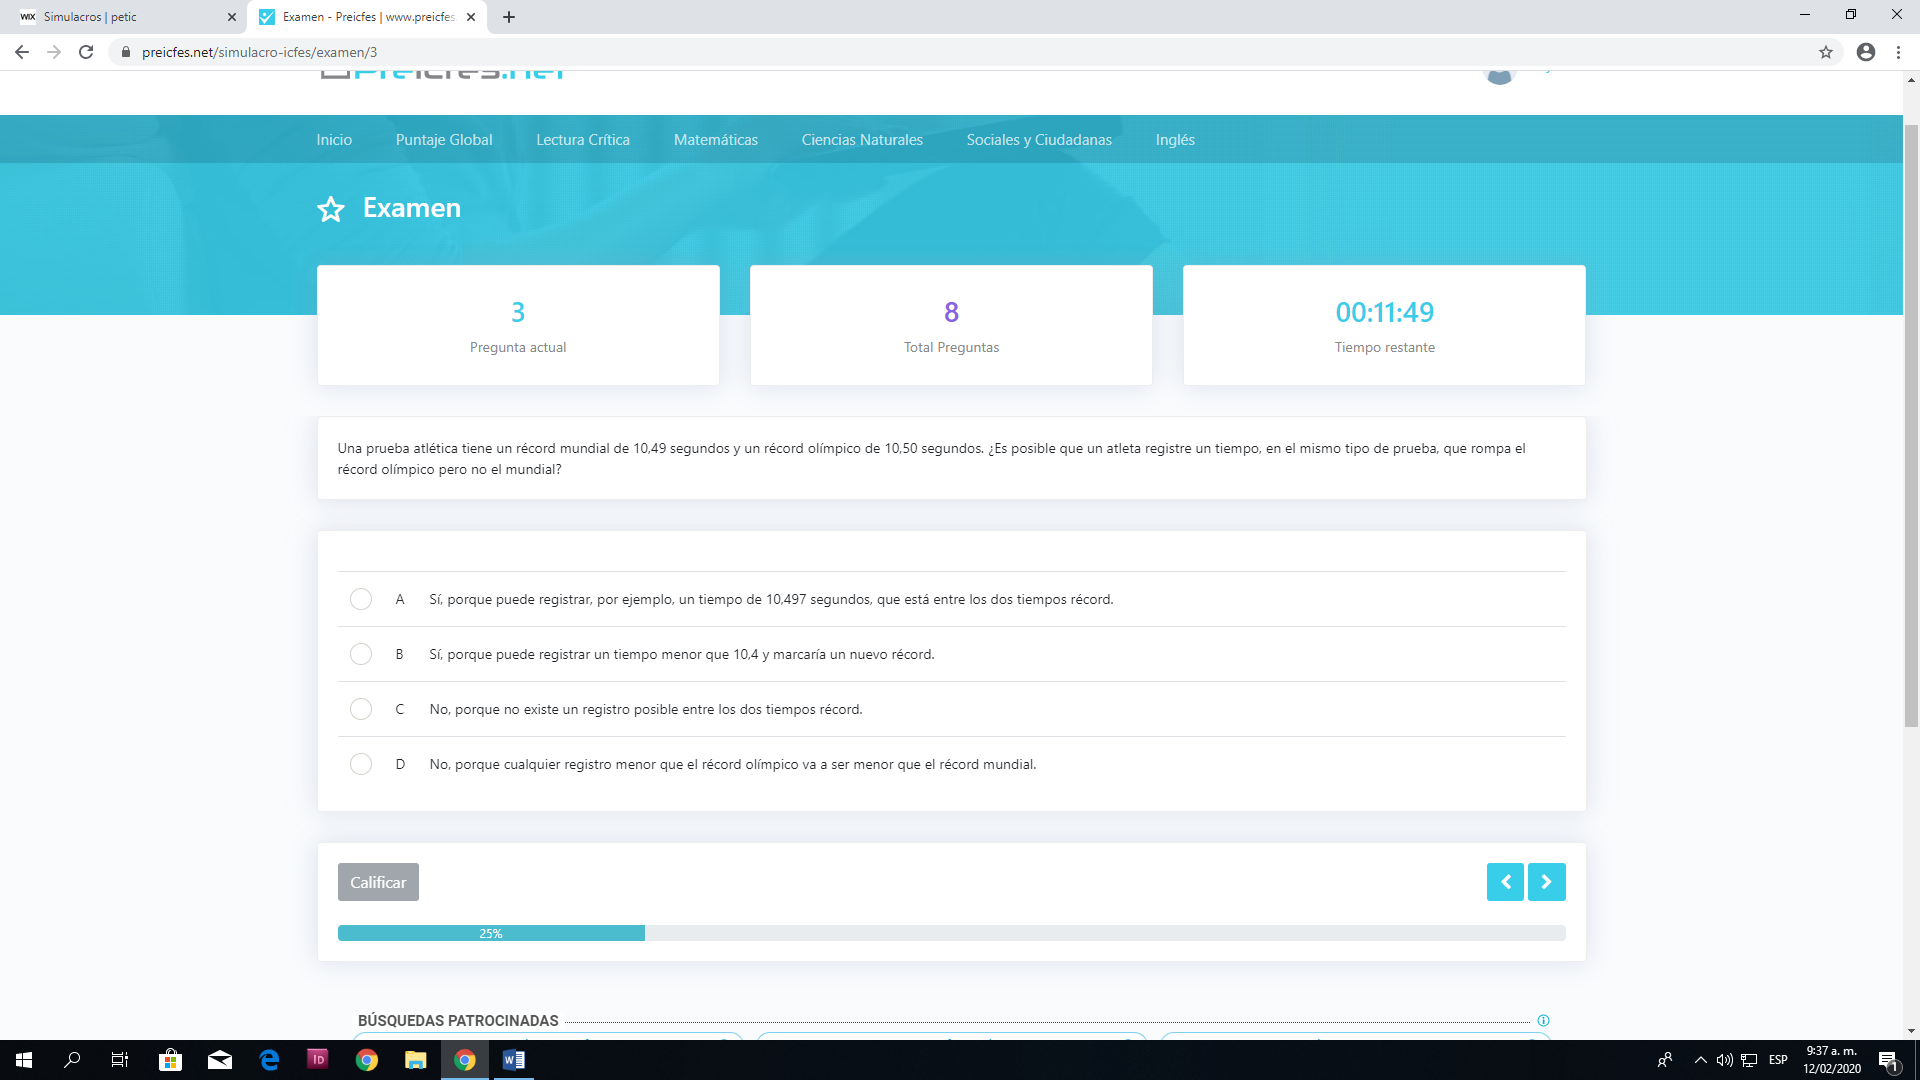 WIX Simulacros | petic
Examen - Preicfes | www.preicfes.
preicfes.net/simulacro-icfes/examen/3
Preicfes.net
Inicio Puntaje Global Lectura Crítica Matemáticas Ciencias Naturales Sociales y Ciudadanas Inglés
Examen
3
Pregunta actual
8
Total Preguntas
00:11:49
Tiempo restante
Una prueba atlética tiene un récord mundial de 10,49 segundos y un récord olímpico de 10,50 segundos. ¿Es posible que un atleta registre un tiempo, en el mismo tipo de prueba, que rompa el
récord olímpico pero no el mundial?
A Sí, porque puede registrar, por ejemplo, un tiempo de 10,497 segundos, que está entre los dos tiempos récord.
B Sí, porque puede registrar un tiempo menor que 10,4 y marcaría un nuevo récord.
C No, porque no existe un registro posible entre los dos tiempos récord.
D No, porque cualquier registro menor que el récord olímpico va a ser menor que el récord mundial.
Calificar
25%
BÚSQUEDAS PATROCINADAS
ESP
9:37 a. m.
12/02/2020
1